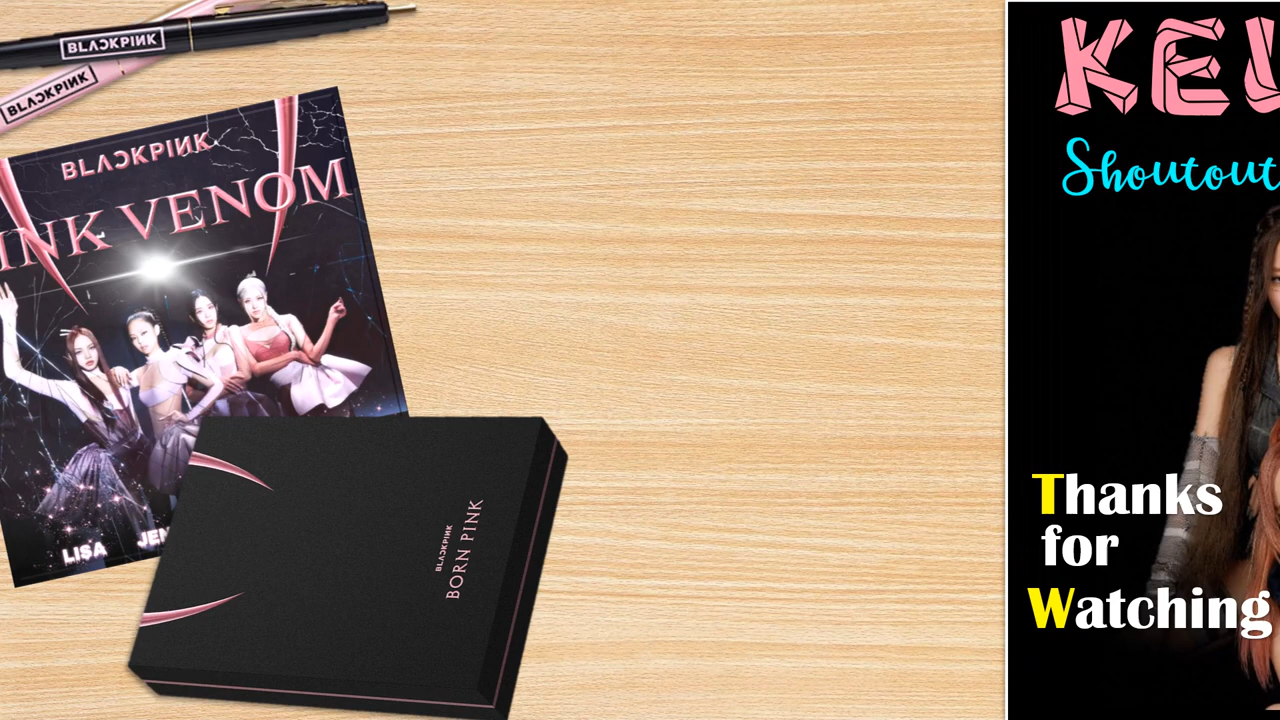 BLACKPINK
BLACKPINK
BLACKPINK
INK VENOM
LISA
BLACKPINK
BORN PINK
Shoutout
Thanks
for
Watching